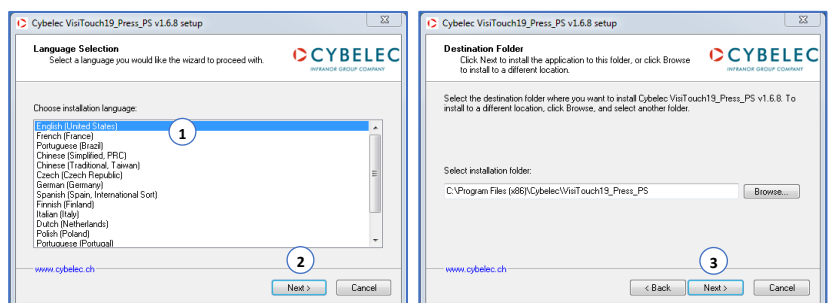 Cybelec VisiTouch19_Press_PS v1.6.8 setup
Language Selection
Select a language you would like the wizard to proceed with.
CYBELEC
INFRANOR GROUP COMPANY
Choose installation language:
English (United States)
French (France)
Portuguese (Brazil)
Chinese (Simplified, PRC)
Chinese (Traditional, Taiwan)
Czech (Czech Republic)
German (Germany)
Spanish (Spain, International Sort)
Finnish (Finland)
Italian (Italy)
Dutch (Netherlands)
Polish (Poland)
Portuguese (Portugal)
1
www.cybelec.ch
2
Next >
Cancel
Cybelec VisiTouch19_Press_PS v1.6.8 setup
Destination Folder
Click Next to install the application to this folder, or click Browse
to install to a different location.
CYBELEC
INFRANOR GROUP COMPANY
Select the destination folder where you want to install Cybelec VisiTouch19_Press_PS v1.6.8. To
install to a different location, click Browse, and select another folder.
Select installation folder:
C:\Program Files (x86)\Cybelec\VisiTouch19_Press_PS
Browse...
www.cybelec.ch
3
< Back
Next >
Cancel